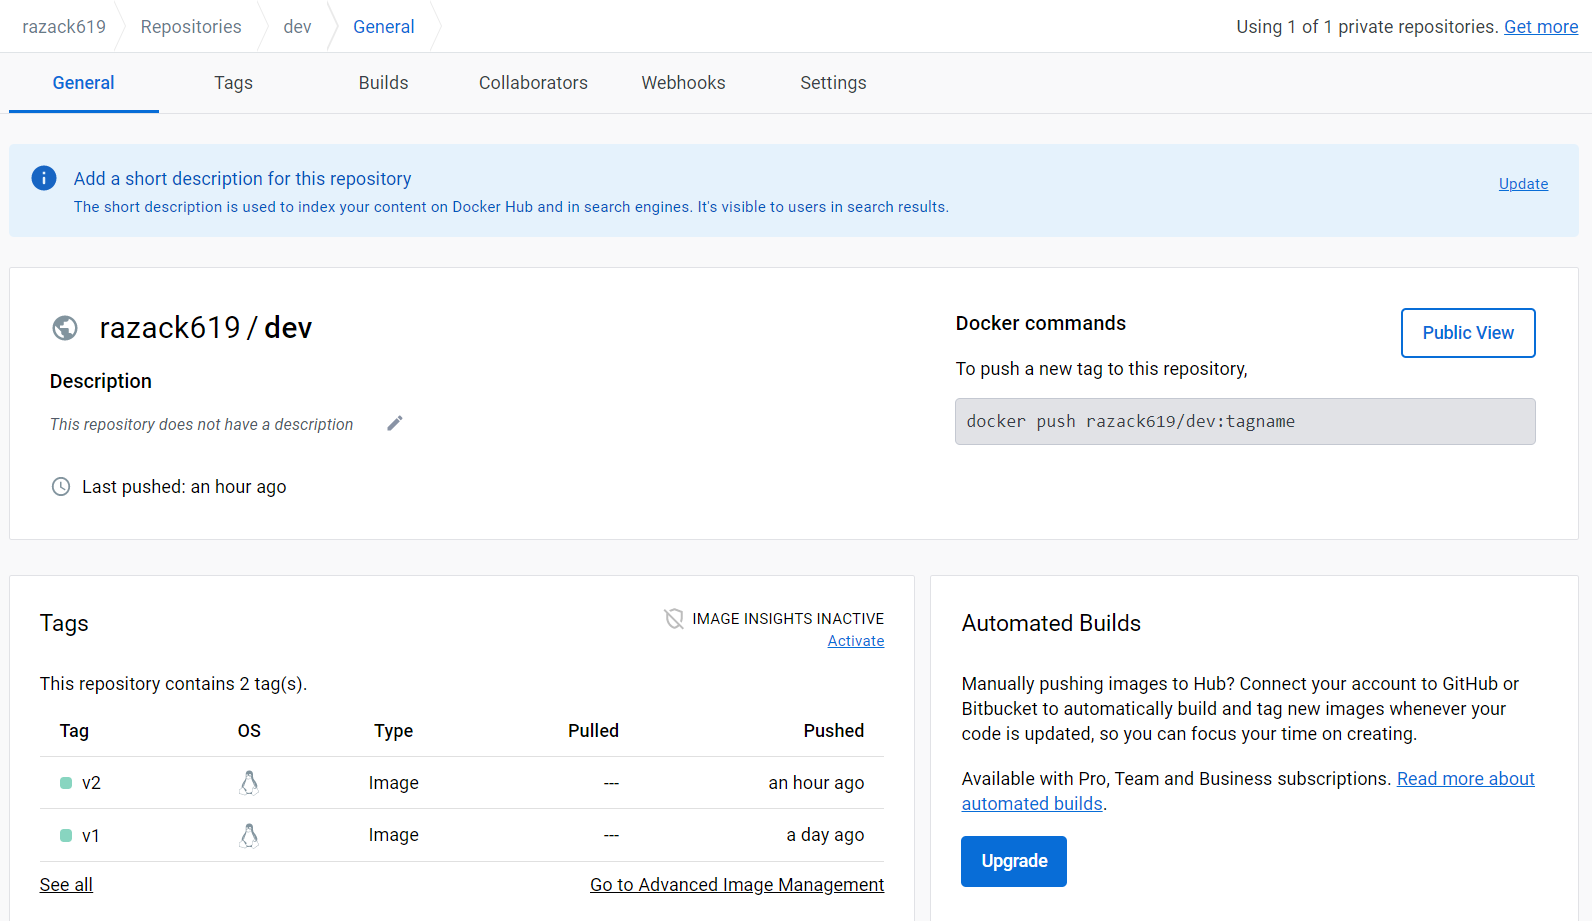 razack619 Repositories dev General Using 1 of 1 private repositories. Get more
General Tags Builds Collaborators Webhooks Settings
Add a short description for this repository
Update
The short description is used to index your content on Docker Hub and in search engines. It's visible to users in search results.
razack619 / dev
Description
This repository does not have a description
Last pushed: an hour ago
Docker commands
Public View
To push a new tag to this repository,
docker push razack619/dev:tagname
Tags
IMAGE INSIGHTS INACTIVE
Activate
This repository contains 2 tag(s).
Tag OS Type Pulled Pushed
v2 Image --- an hour ago
v1 Image --- a day ago
See all Go to Advanced Image Management
Automated Builds
Manually pushing images to Hub? Connect your account to GitHub or
Bitbucket to automatically build and tag new images whenever your
code is updated, so you can focus your time on creating.
Available with Pro, Team and Business subscriptions. Read more about
automated builds.
Upgrade